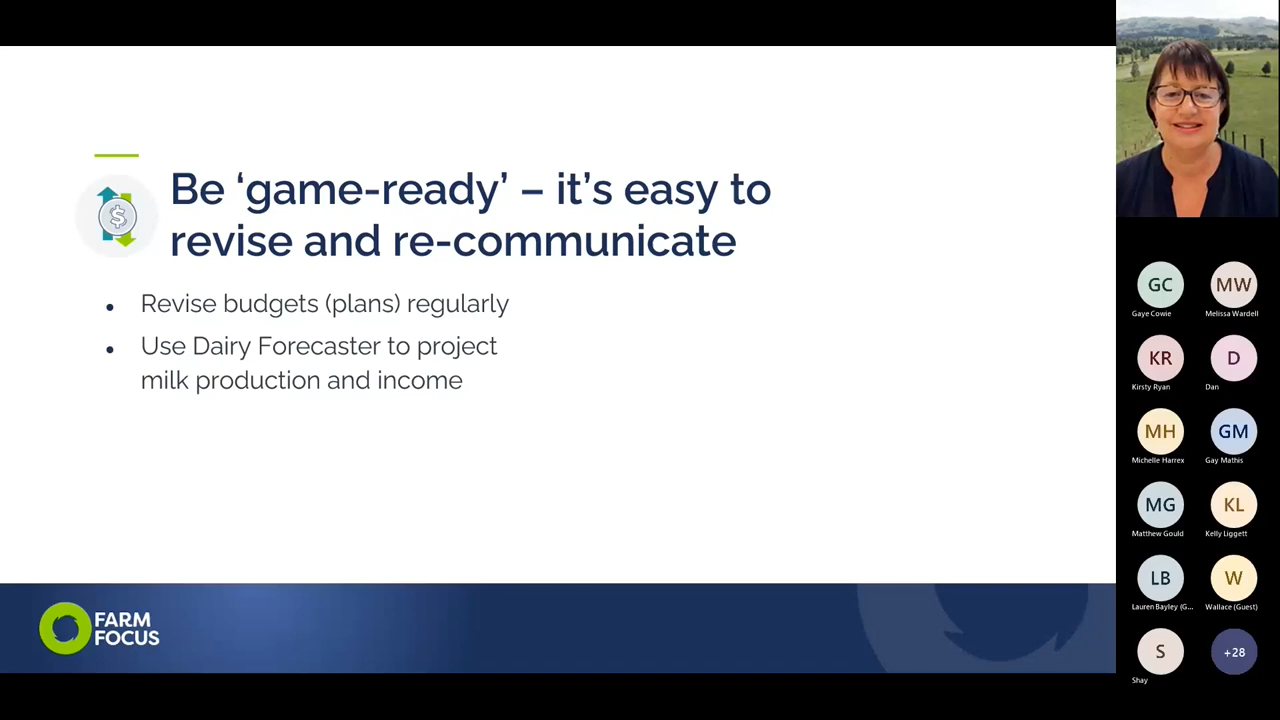 Be ‘game-ready’ – it’s easy to
revise and re-communicate
$
• Revise budgets (plans) regularly
• Use Dairy Forecaster to project
milk production and income
FARM
FOCUS
GC
Gaye Cowie
MW
Melissa Wardell
KR
Kirsty Ryan
D
Dan
MH
Michelle Harrex
GM
Gay Mathis
MG
Matthew Gould
KL
Kelly Liggett
LB
Lauren Bayley (G...
W
Wallace (Guest)
S
Shay
+28